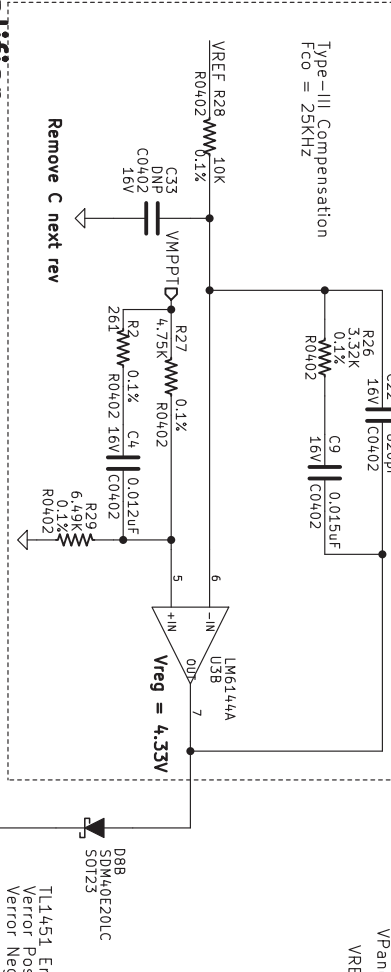 Type-III Compensation
Fco = 25KHz
VREF
R28
10K
R0402
0.1%
C33
DNP
C0402
16V
Remove C next rev
VMPPT
R27
4.75K
0.1%
R0402
R2
261
0.1%
R0402
C4
0.012uF
16V
C0402
R29
6.49K
0.1%
R0402
R26
3.32K
0.1%
R0402
C9
0.015uF
16V
C0402
16V
C0402
5
6
7
+IN
-IN
OUT
LM6144A
U3B
Vreg = 4.33V
D8B
SDM40E20LC
SOT23
TL1451 Er
Verror Pos
Verror Neg
VPan
VRE